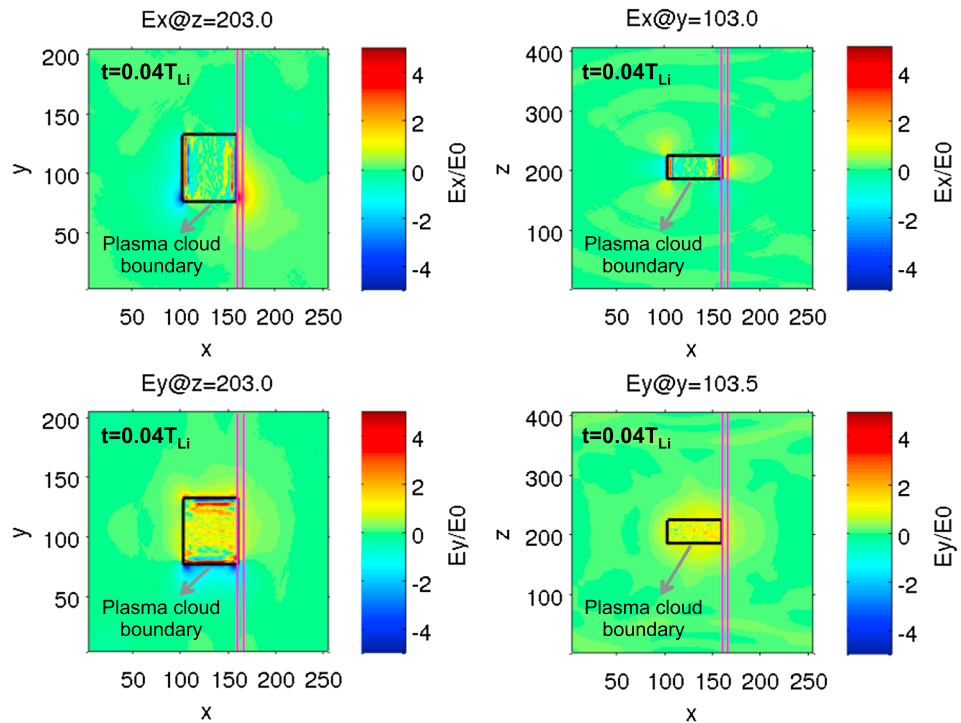 Ex@z=203.0
200
150
100
50
y
t=0.04TLi
Plasma cloud
boundary
50 100 150 200 250
x
4
2
0
-2
-4
Ex/E0
Ex@y=103.0
400
300
200
100
z
t=0.04TLi
Plasma cloud
boundary
50 100 150 200 250
x
4
2
0
-2
-4
Ex/E0
Ey@z=203.0
200
150
100
50
y
t=0.04TLi
Plasma cloud
boundary
50 100 150 200 250
x
4
2
0
-2
-4
Ey/E0
Ey@y=103.5
400
300
200
100
z
t=0.04TLi
Plasma cloud
boundary
50 100 150 200 250
x
4
2
0
-2
-4
Ey/E0